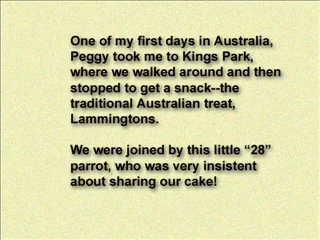 One of my first days in Australia,
Peggy took me to Kings Park,
where we walked around and then
stopped to get a snack--the
traditional Australian treat,
Lammingtons.
We were joined by this little “28”
parrot, who was very insistent
about sharing our cake!